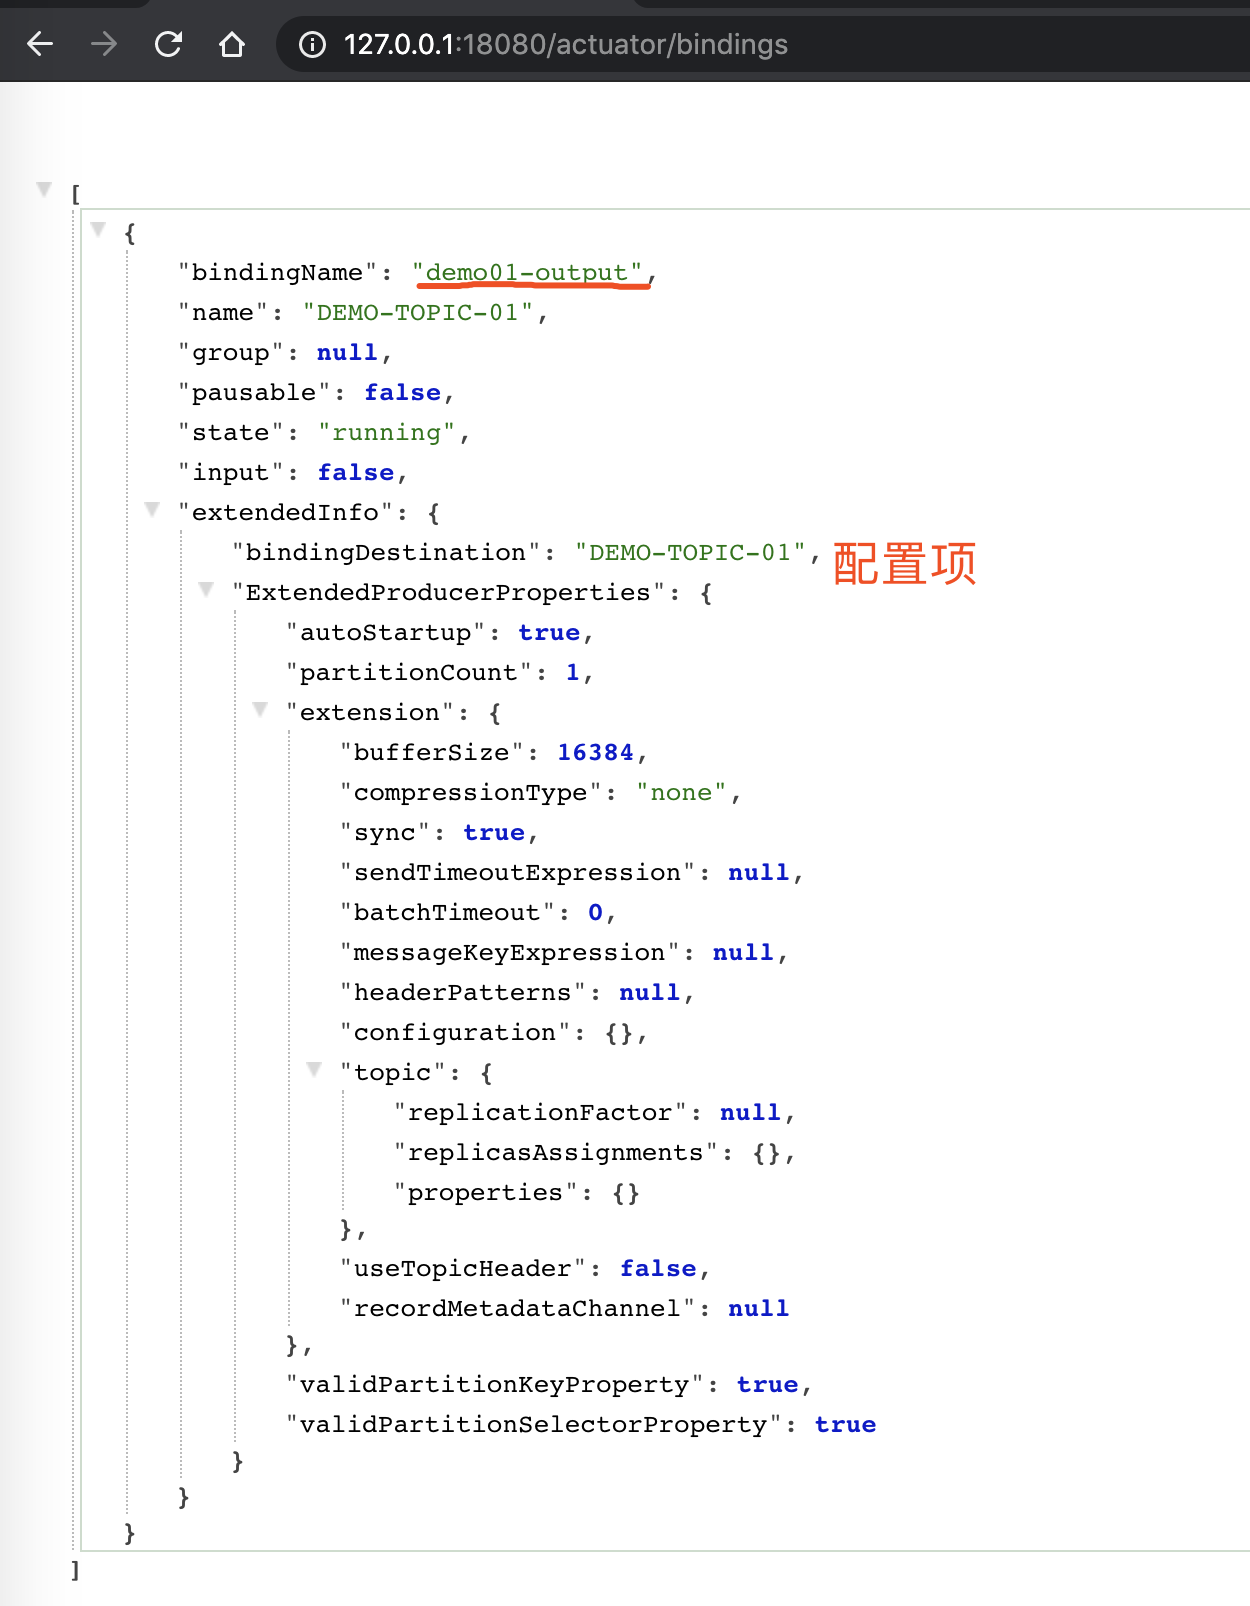 127.0.0.1:18080/actuator/bindings
[
{
"bindingName": "demo01-output",
"name": "DEMO-TOPIC-01",
"group": null,
"pausable": false,
"state": "running",
"input": false,
"extendedInfo": {
"bindingDestination": "DEMO-TOPIC-01", 配置项
"ExtendedProducerProperties": {
"autoStartup": true,
"partitionCount": 1,
"extension": {
"bufferSize": 16384,
"compressionType": "none",
"sync": true,
"sendTimeoutExpression": null,
"batchTimeout": 0,
"messageKeyExpression": null,
"headerPatterns": null,
"configuration": {},
"topic": {
"replicationFactor": null,
"replicasAssignments": {},
"properties": {}
},
"useTopicHeader": false,
"recordMetadataChannel": null
},
"validPartitionKeyProperty": true,
"validPartitionSelectorProperty": true
}
}
}
]